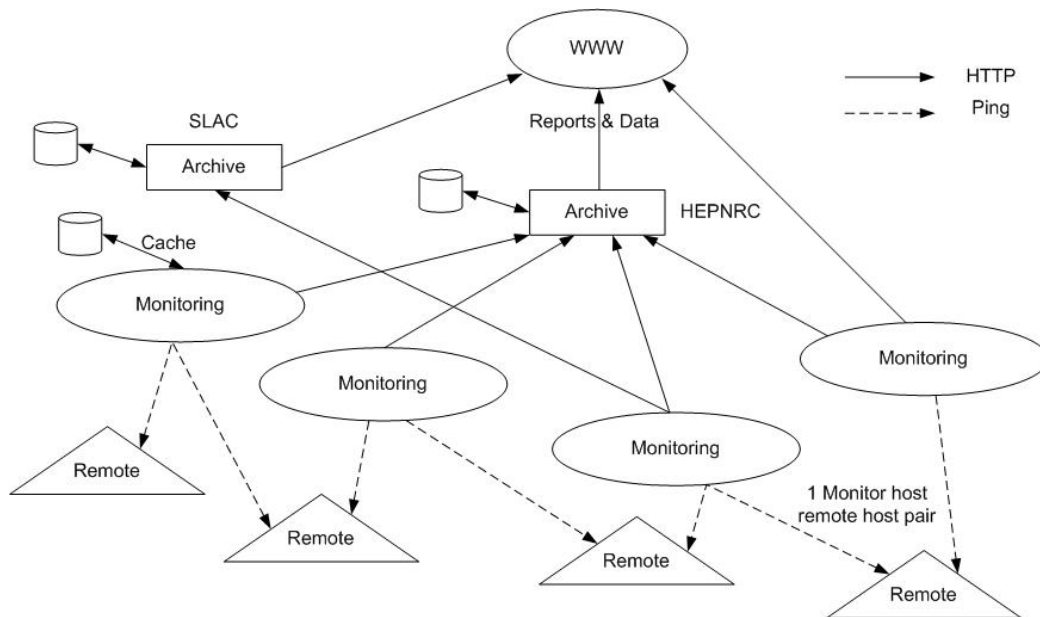 WWW
HTTP
Ping
SLAC
Reports & Data
Archive
Archive
HEPNRC
Cache
Monitoring
Monitoring
Monitoring
Monitoring
Remote
1 Monitor host
remote host pair
Remote
Remote
Remote